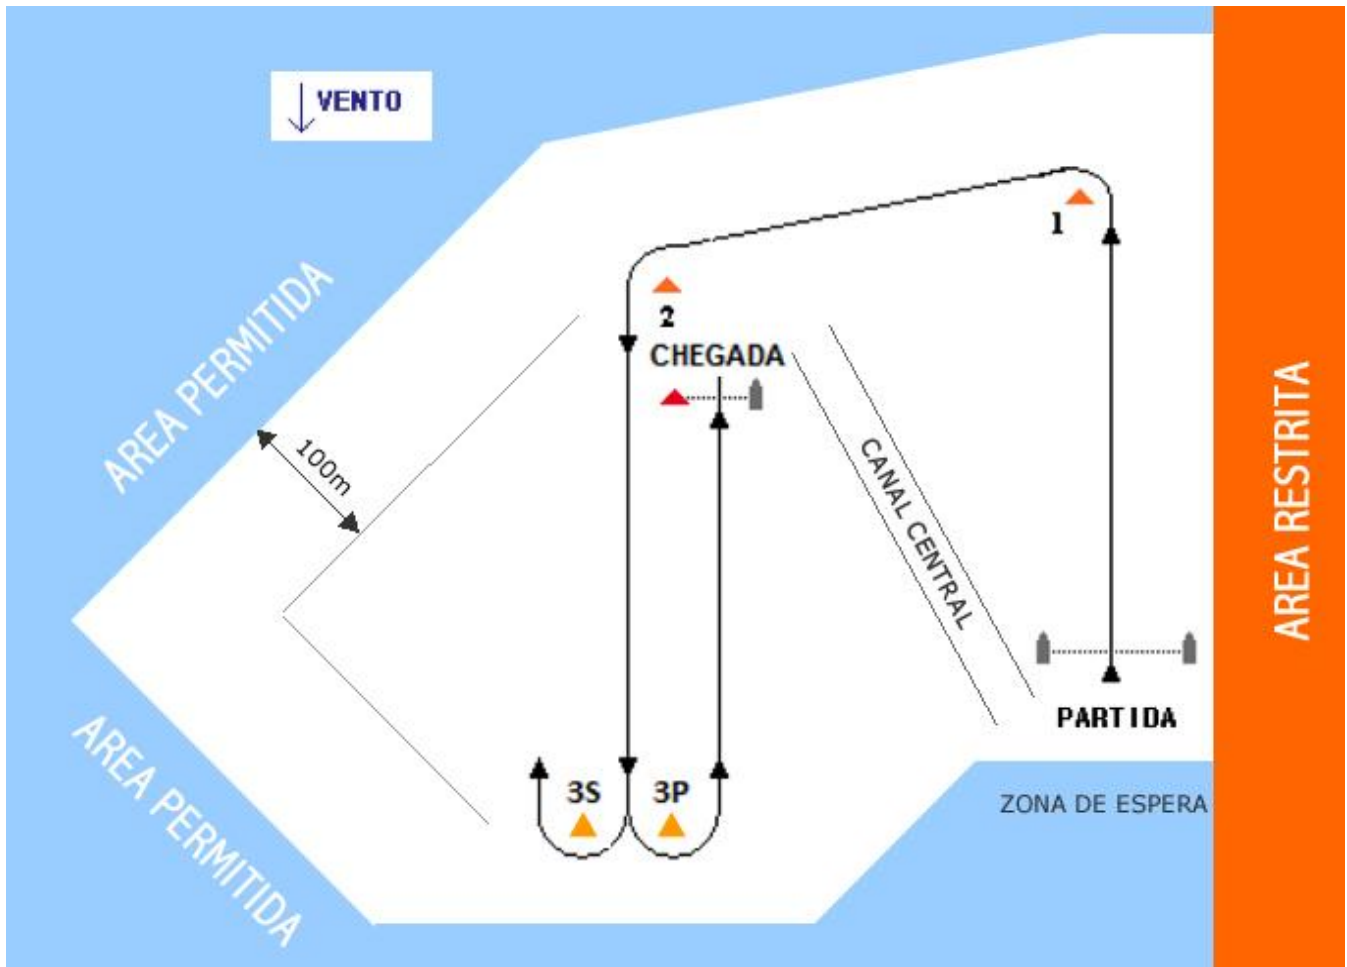 VENTO
1
2
CHEGADA
AREA PERMITIDA
100m
CANAL CENTRAL
AREA RESTRITA
PARTIDA
3S
3P
ZONA DE ESPERA
AREA PERMITIDA